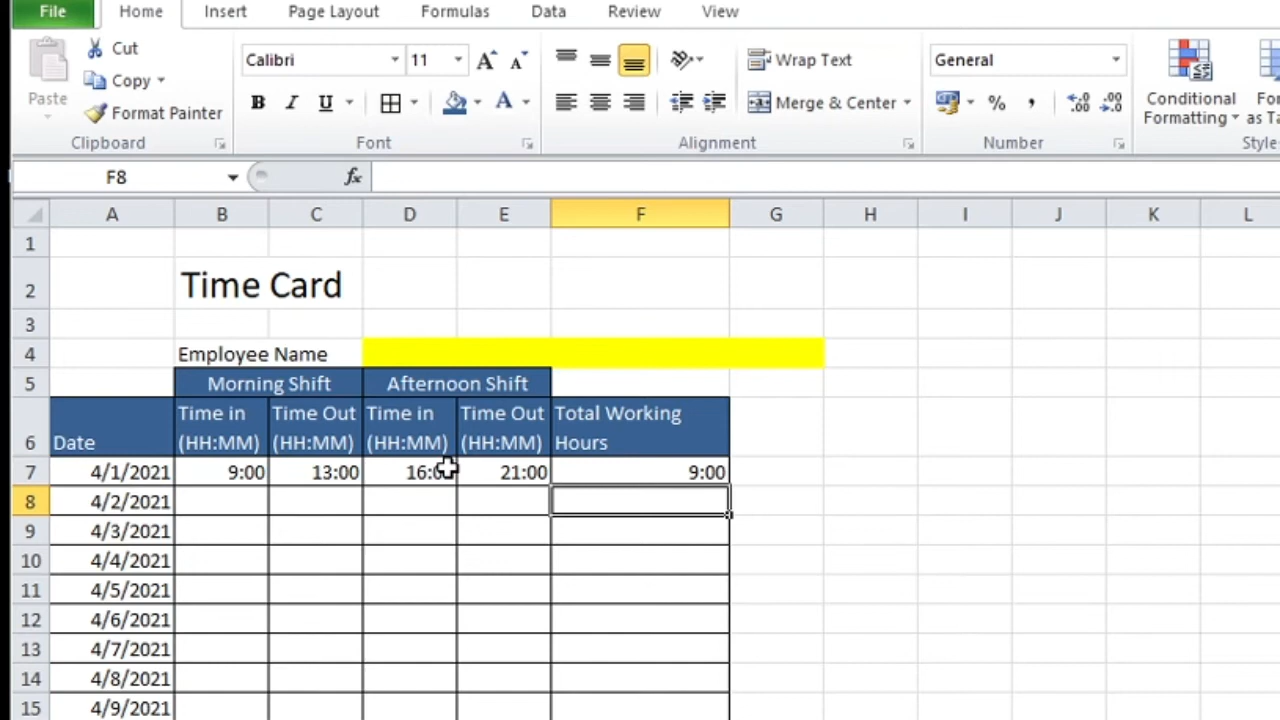 File Home Insert Page Layout Formulas Data Review View
Cut
Copy
Paste
Format Painter
Clipboard
Calibri 11
B I U A
Font
Wrap Text
Merge & Center
Alignment
General
% , .0 .00 .00 .0
Number
Conditional
Formatting
as
Style
F8 fx
A B C D E F G H I J K L
1
2 Time Card
3
4 Employee Name
5 Morning Shift Afternoon Shift
6 Date Time in (HH:MM) Time Out (HH:MM) Time in (HH:MM) Time Out (HH:MM) Total Working Hours
7 4/1/2021 9:00 13:00 21:00 9:00
8 4/2/2021
9 4/3/2021
10 4/4/2021
11 4/5/2021
12 4/6/2021
13 4/7/2021
14 4/8/2021
15 4/9/2021